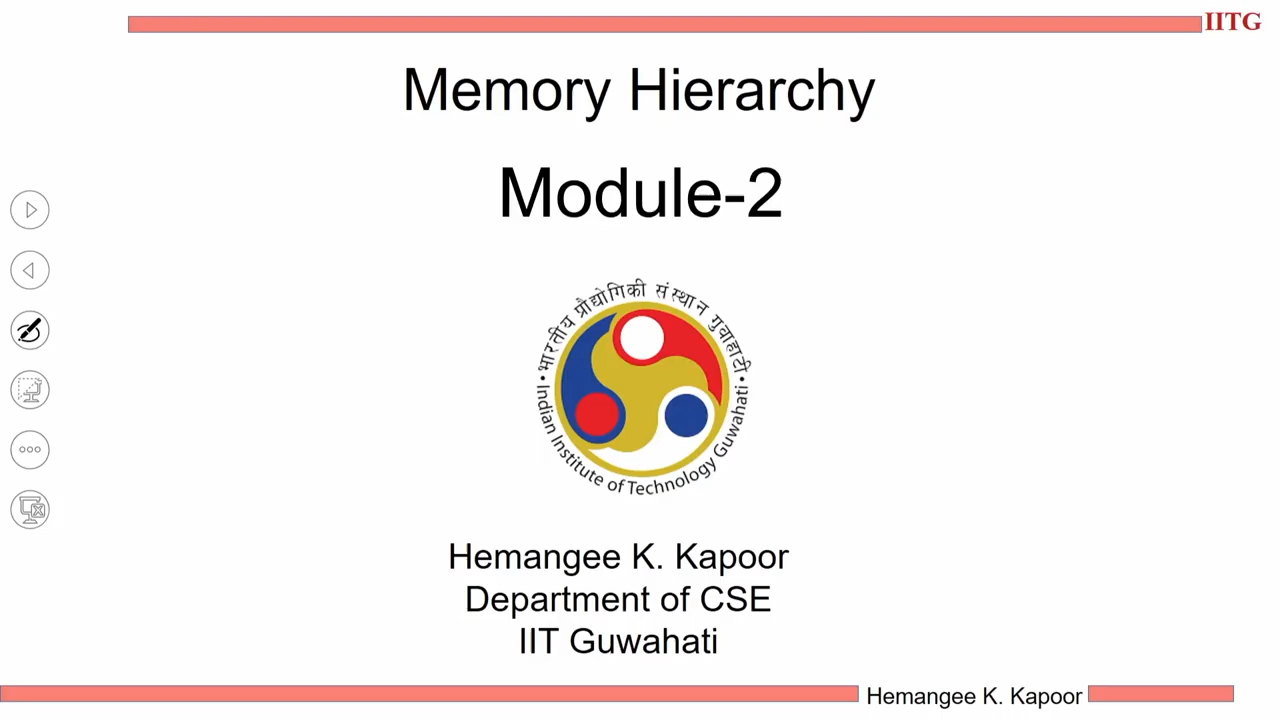 IITG
Memory Hierarchy
Module-2
भारतीय प्रौद्योगिकी संस्थान गुवाहाटी
Indian Institute of Technology Guwahati
Hemangee K. Kapoor
Department of CSE
IIT Guwahati
Hemangee K. Kapoor